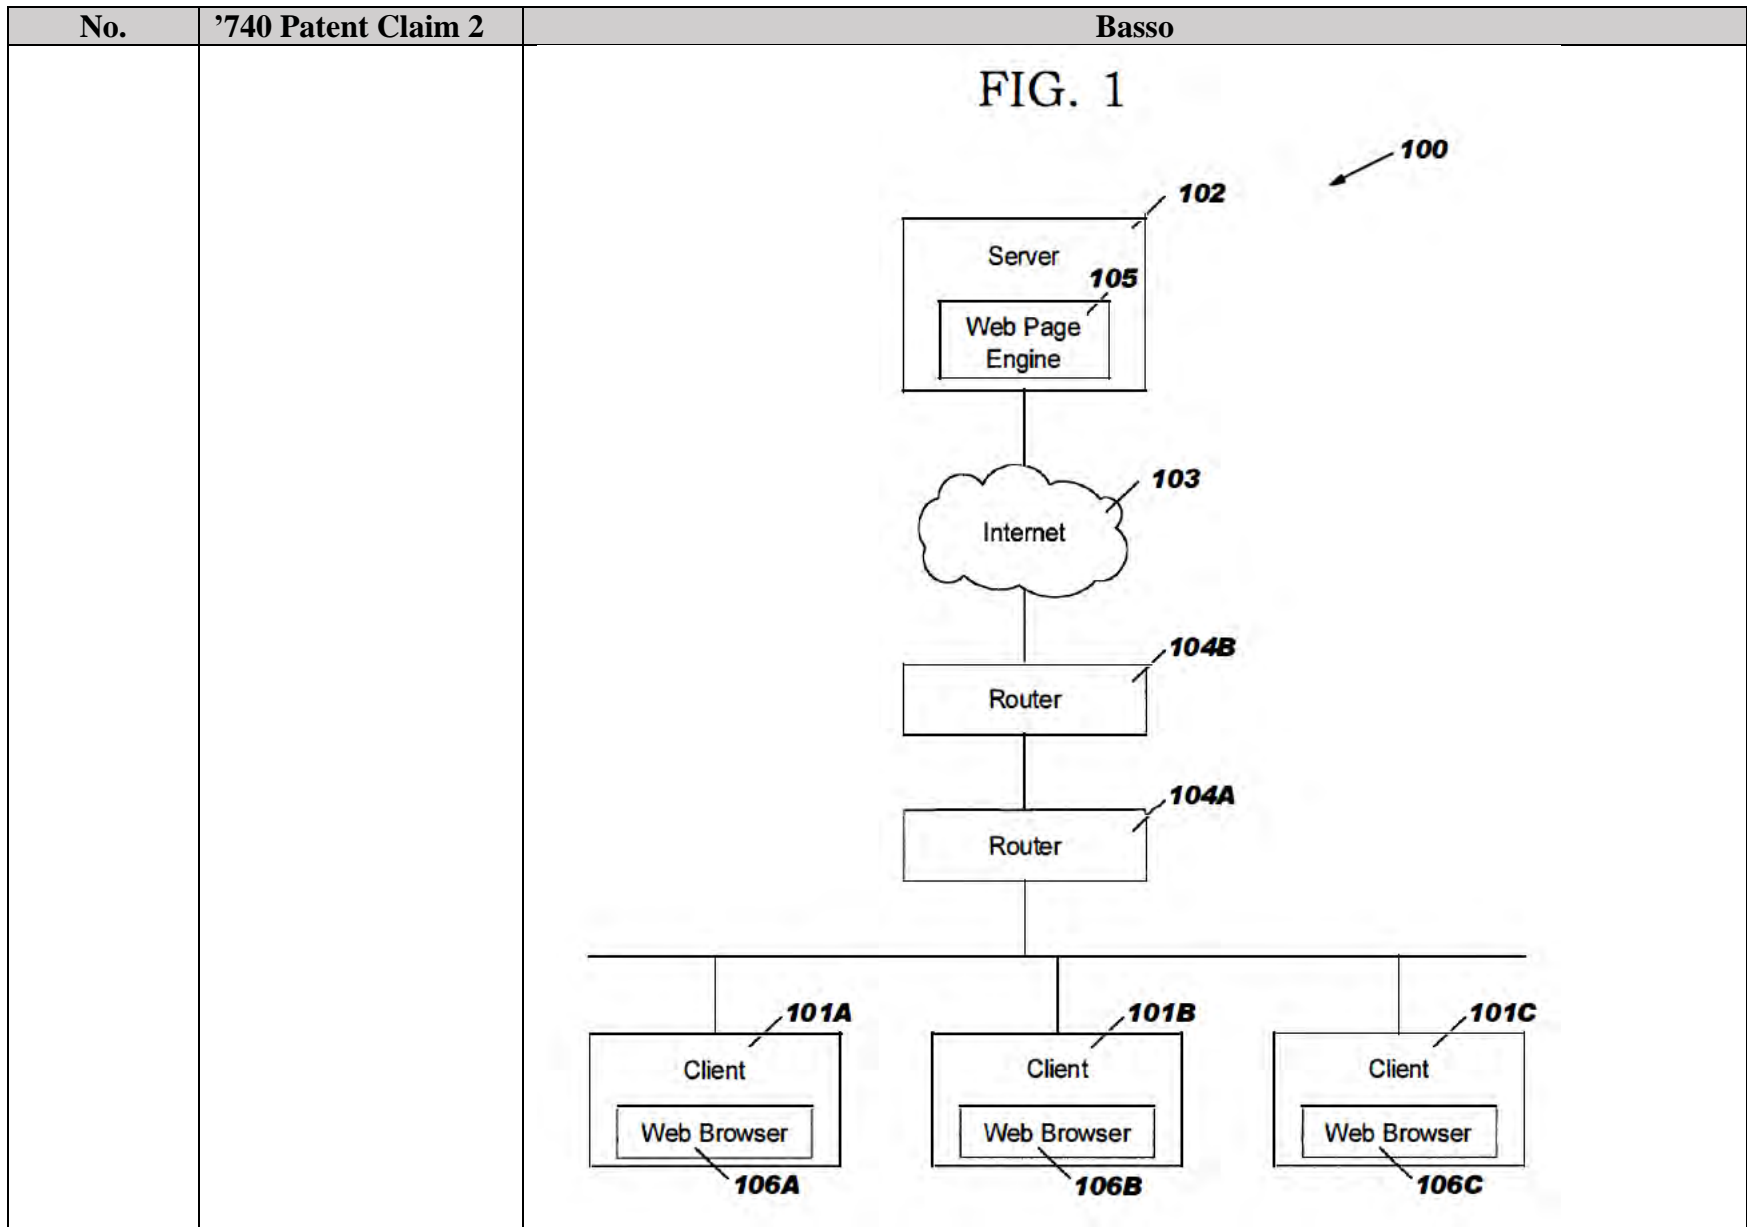 No. ’740 Patent Claim 2 Basso
FIG. 1
100
102
Server
105
Web Page
Engine
103
Internet
104B
Router
104A
Router
101A 101B 101C
Client Client Client
Web Browser Web Browser Web Browser
106A 106B 106C